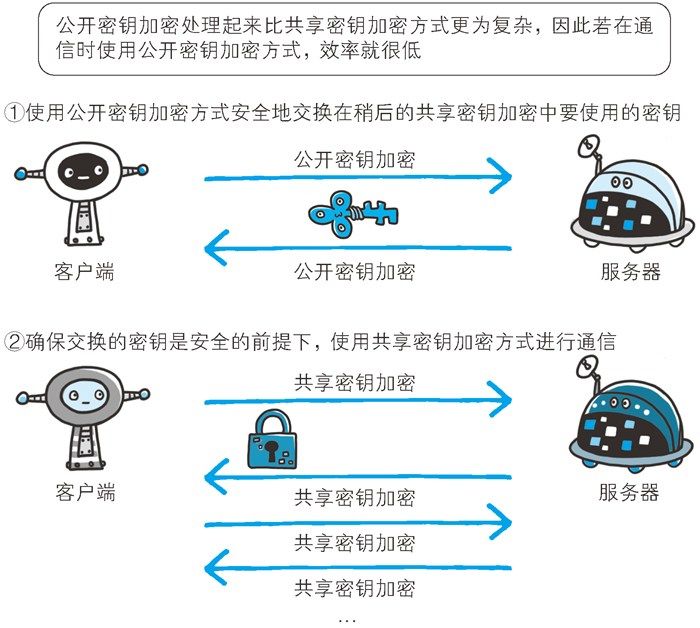 公开密钥加密处理起来比共享密钥加密方式更为复杂，因此若在通
信时使用公开密钥加密方式，效率就很低
①使用公开密钥加密方式安全地交换在稍后的共享密钥加密中要使用的密钥
公开密钥加密
公开密钥加密
客户端
服务器
②确保交换的密钥是安全的前提下，使用共享密钥加密方式进行通信
共享密钥加密
客户端
服务器
共享密钥加密
共享密钥加密
共享密钥加密
…